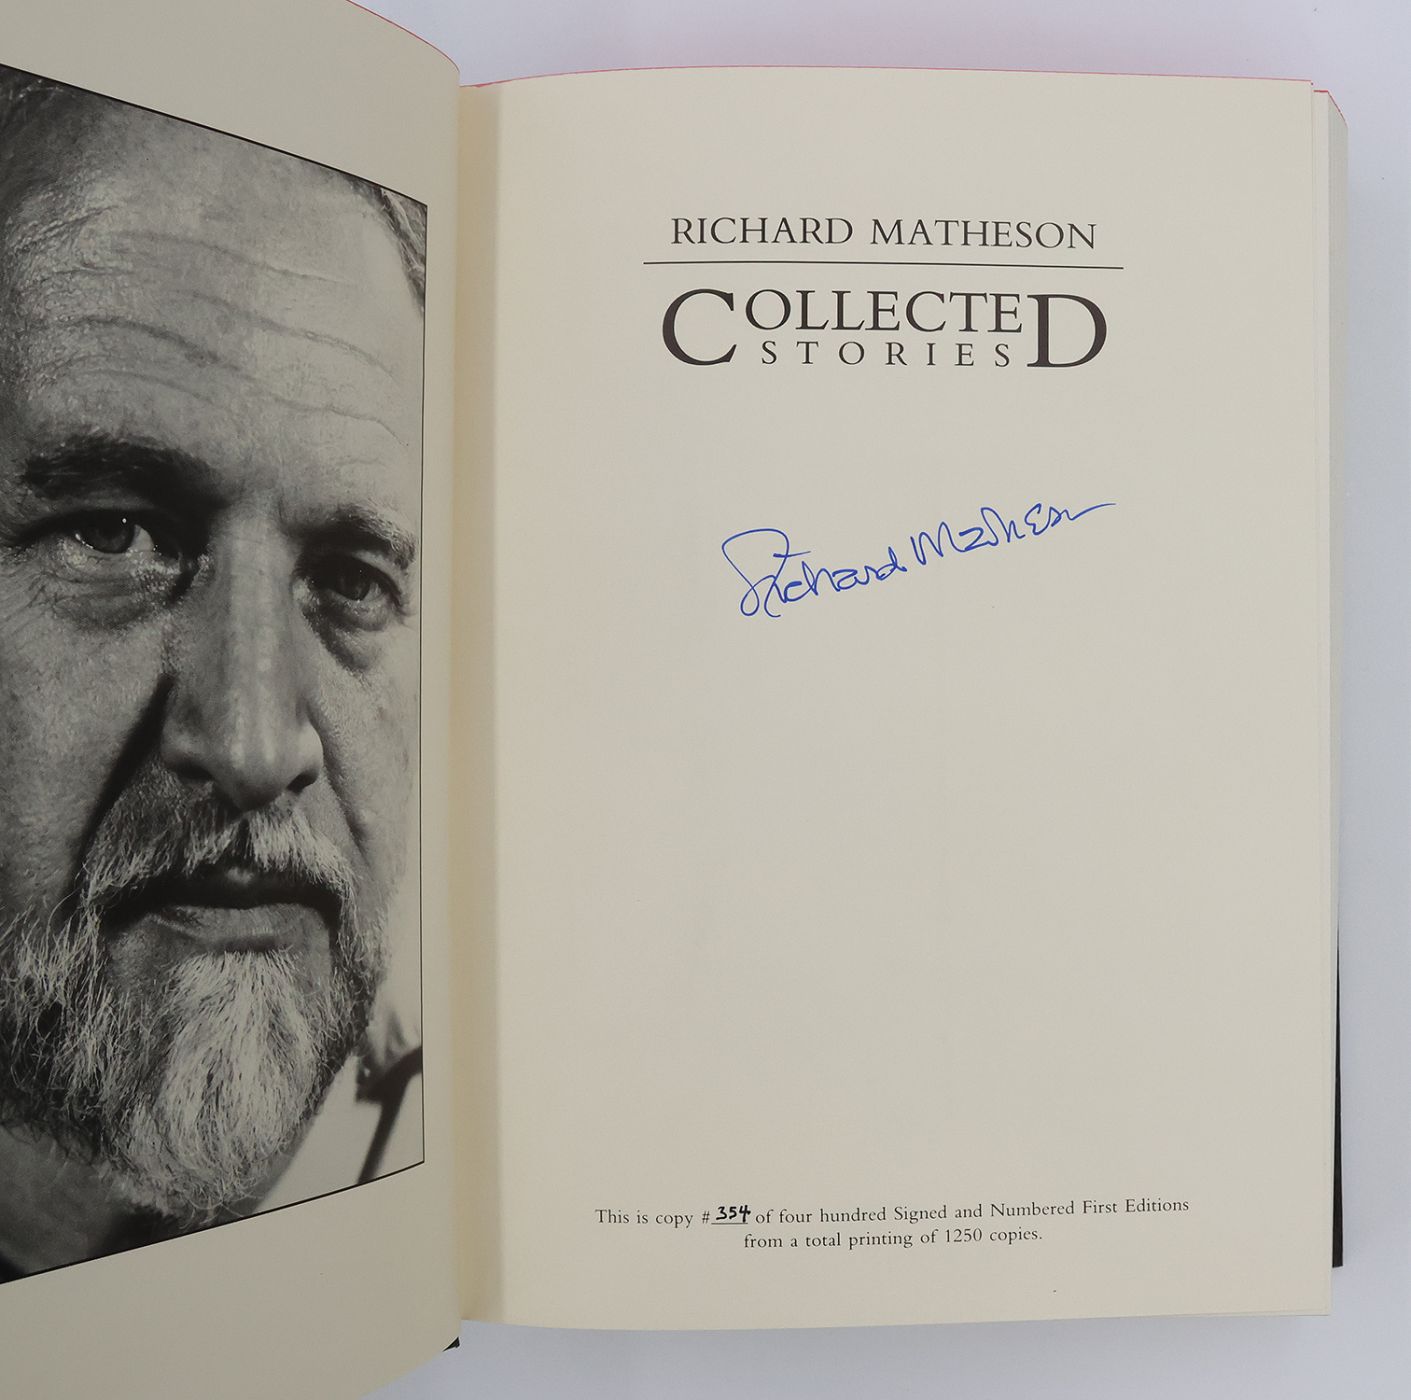 RICHARD MATHESON
COLLECTED
STORIES
Richard Matheson
This is copy #354 of four hundred Signed and Numbered First Editions
from a total printing of 1250 copies.